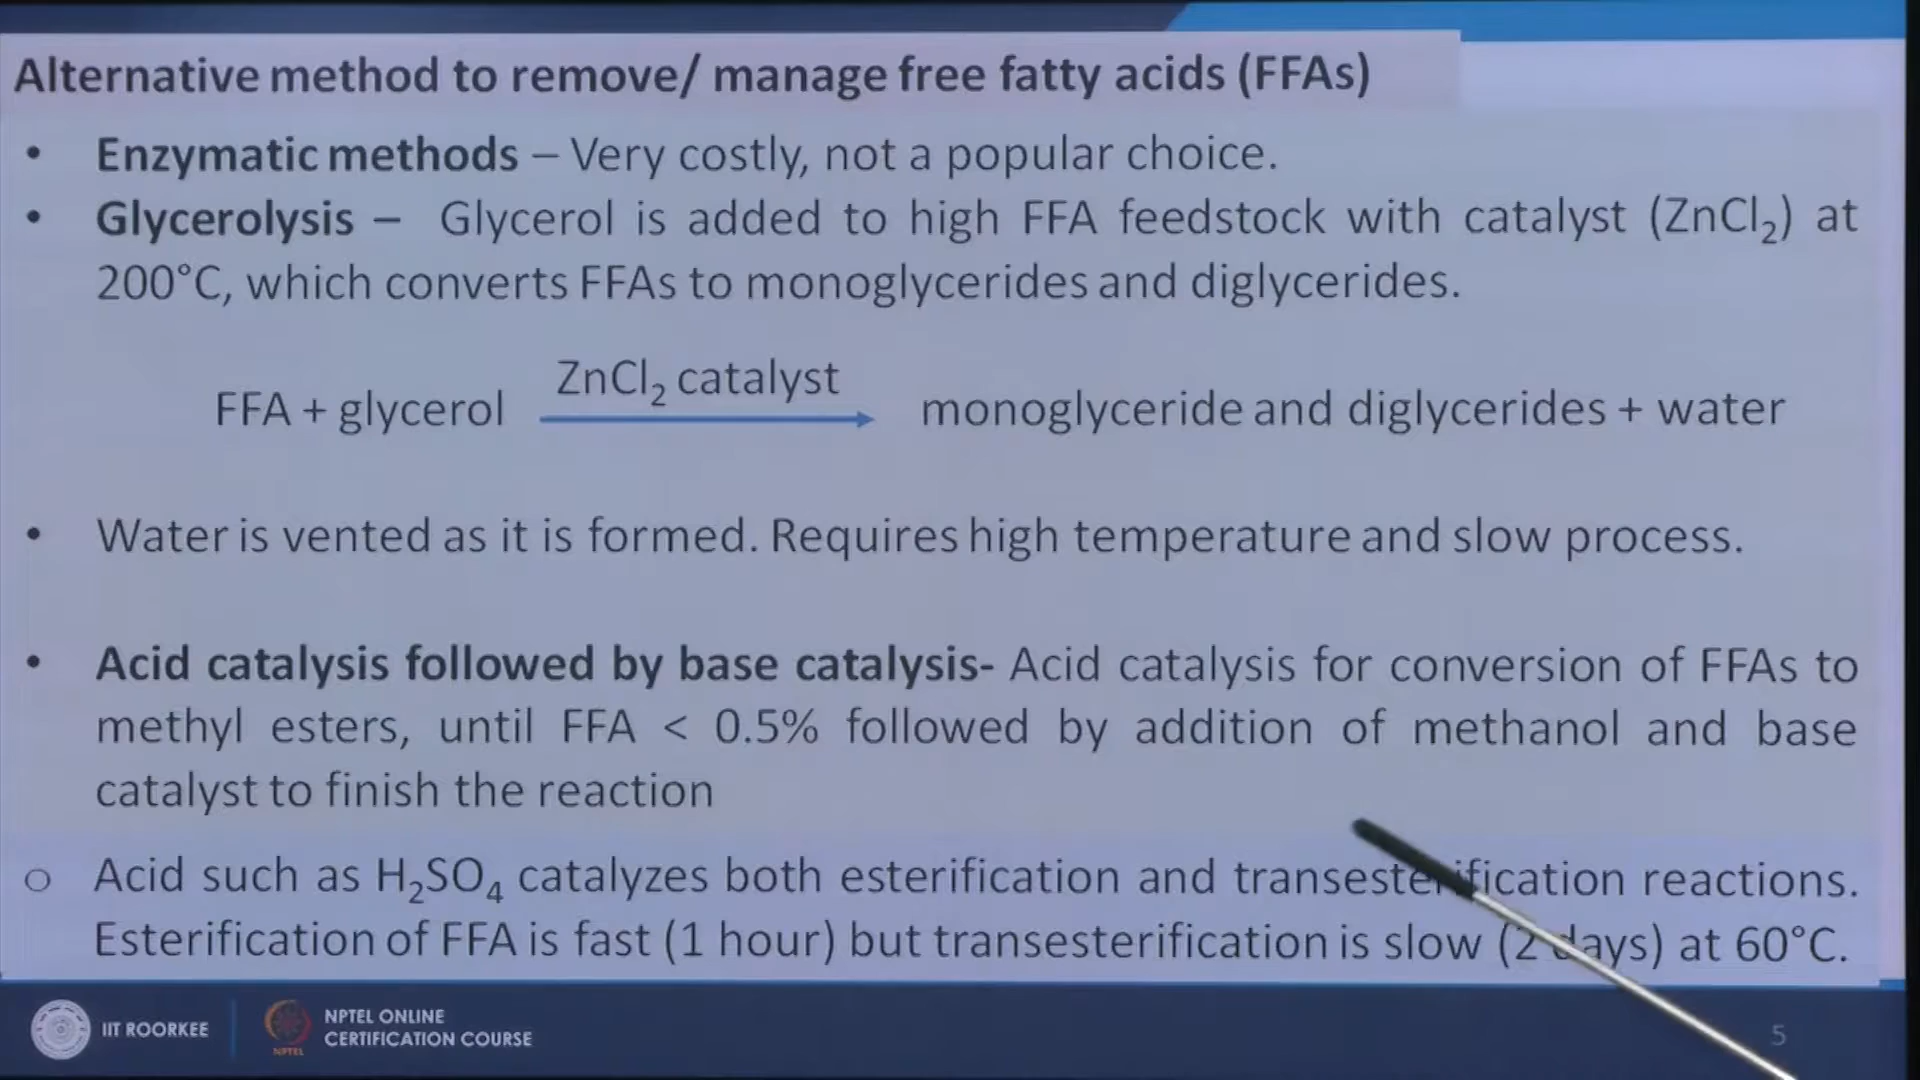 Alternative method to remove/ manage free fatty acids (FFAs)
• Enzymatic methods – Very costly, not a popular choice.
• Glycerolysis – Glycerol is added to high FFA feedstock with catalyst (ZnCl₂) at
200°C, which converts FFAs to monoglycerides and diglycerides.
ZnCl₂ catalyst
FFA + glycerol → monoglyceride and diglycerides + water
• Water is vented as it is formed. Requires high temperature and slow process.
• Acid catalysis followed by base catalysis- Acid catalysis for conversion of FFAs to
methyl esters, until FFA < 0.5% followed by addition of methanol and base
catalyst to finish the reaction
○ Acid such as H₂SO₄ catalyzes both esterification and transesterification reactions.
Esterification of FFA is fast (1 hour) but transesterification is slow (2 days) at 60°C.
IIT ROORKEE
NPTEL
NPTEL ONLINE
CERTIFICATION COURSE
5